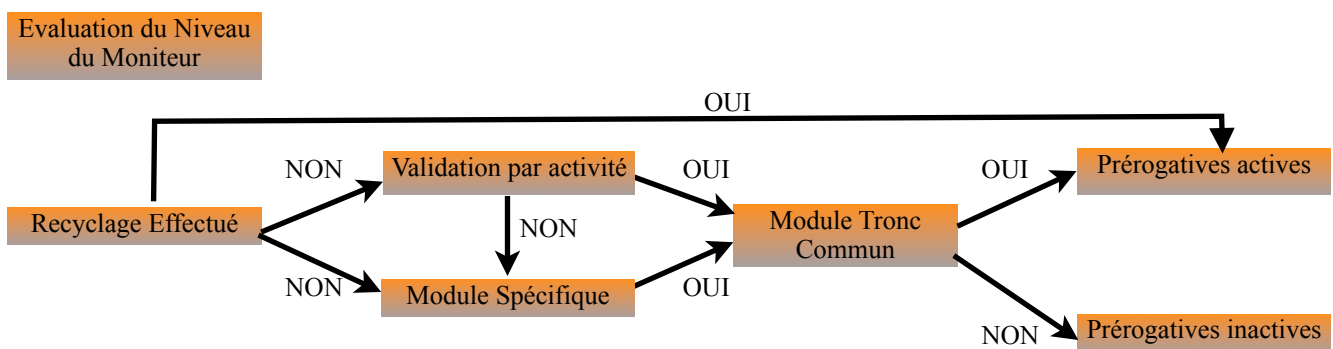 Evaluation du Niveau
du Moniteur
OUI
NON
Validation par activité
OUI
OUI
Prérogatives actives
Recyclage Effectué
NON
Module Tronc
Commun
NON
Module Spécifique
OUI
NON
Prérogatives inactives